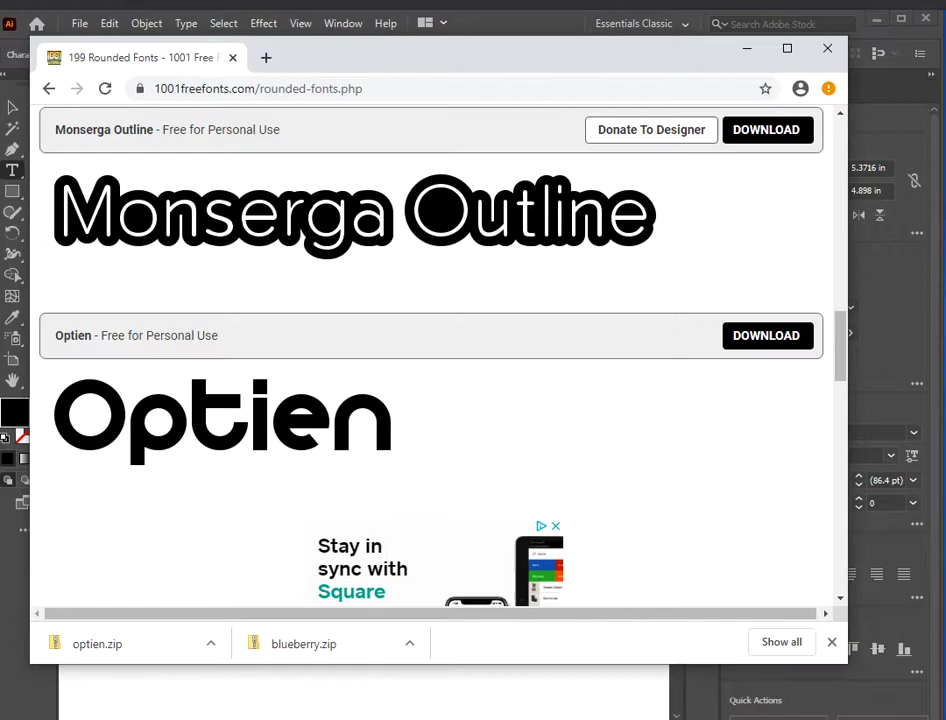 Ai File Edit Object Type Select Effect View Window Help Essentials Classic Search Adobe Stock
Chara
199 Rounded Fonts - 1001 Free F
1001freefonts.com/rounded-fonts.php
Monserga Outline - Free for Personal Use Donate To Designer DOWNLOAD
5.3716 in
4.898 in
Monserga Outline
Optien - Free for Personal Use DOWNLOAD
Optien
(86.4 pt)
0
Stay in
sync with
Square
optien.zip blueberry.zip Show all
Quick Actions